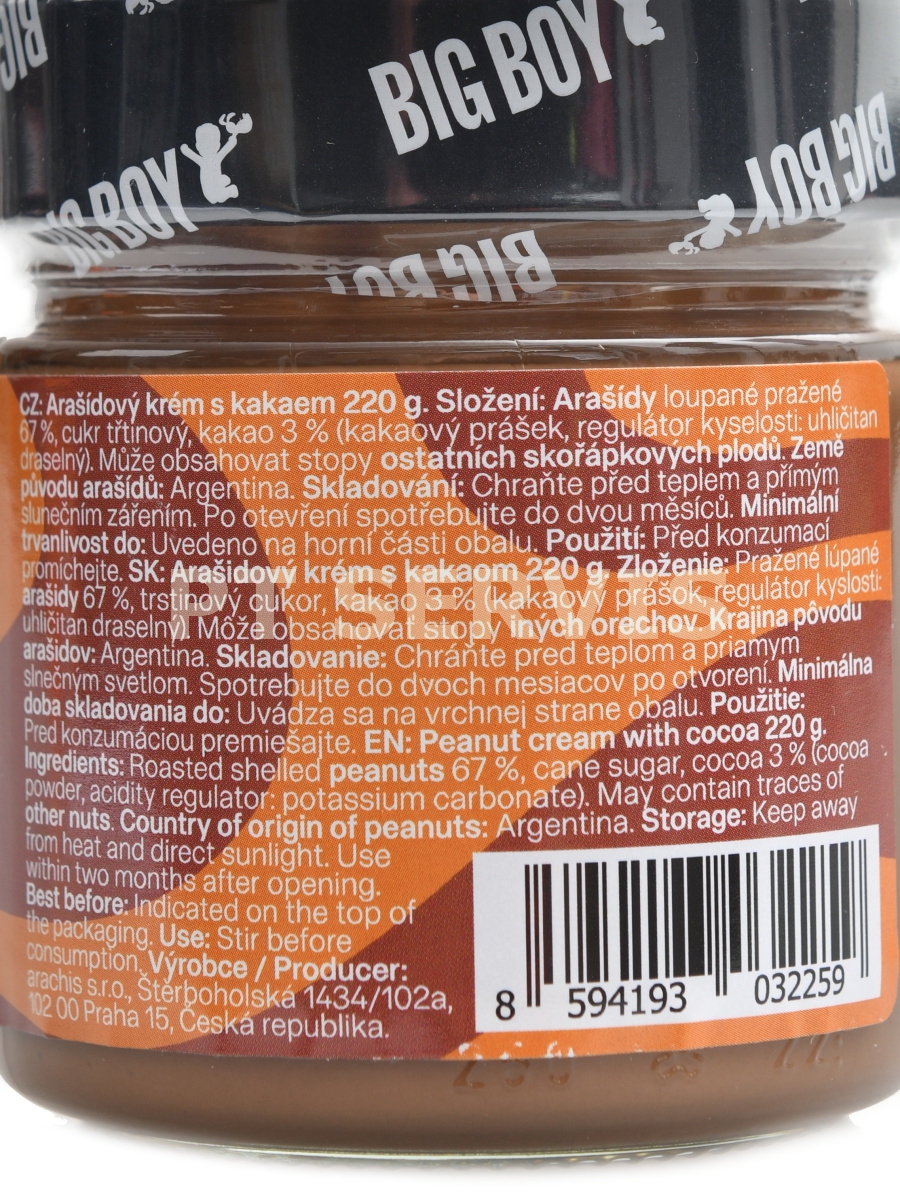 BIG BOY
BIG BOY
BIG BOY
BIG BOY
BIG BOY
CZ: Arašídový krém s kakaem 220 g. Složení: Arašídy loupané pražené
67 %, cukr třtinový, kakao 3 % (kakaový prášek, regulátor kyselosti: uhličitan
draselný). Může obsahovat stopy ostatních skořápkových plodů. Země
původu arašídů: Argentina. Skladování: Chraňte před teplem a přímým
slunečním zářením. Po otevření spotřebujte do dvou měsíců. Minimální
trvanlivost do: Uvedeno na horní části obalu. Použití: Před konzumací
promíchejte. SK: Arašidový krém s kakaom 220 g. Zloženie: Pražené lúpané
arašidy 67 %, trstinový cukor, kakao 3 % (kakaový prášok, regulátor kyslosti:
uhličitan draselný). Môže obsahovať stopy iných orechov. Krajina pôvodu
arašidov: Argentina. Skladovanie: Chráňte pred teplom a priamym
slnečným svetlom. Spotrebujte do dvoch mesiacov po otvorení. Minimálna
doba skladovania do: Uvádza sa na vrchnej strane obalu. Použitie:
Pred konzumáciou premiešajte. EN: Peanut cream with cocoa 220 g.
Ingredients: Roasted shelled peanuts 67 %, cane sugar, cocoa 3 % (cocoa
powder, acidity regulator: potassium carbonate). May contain traces of
other nuts. Country of origin of peanuts: Argentina. Storage: Keep away
from heat and direct sunlight. Use
within two months after opening.
Best before: Indicated on the top of
the packaging. Use: Stir before
consumption. Výrobce / Producer:
arachis s.r.o., Štěrboholská 1434/102a,
102 00 Praha 15, Česká republika.
8 594193 032259